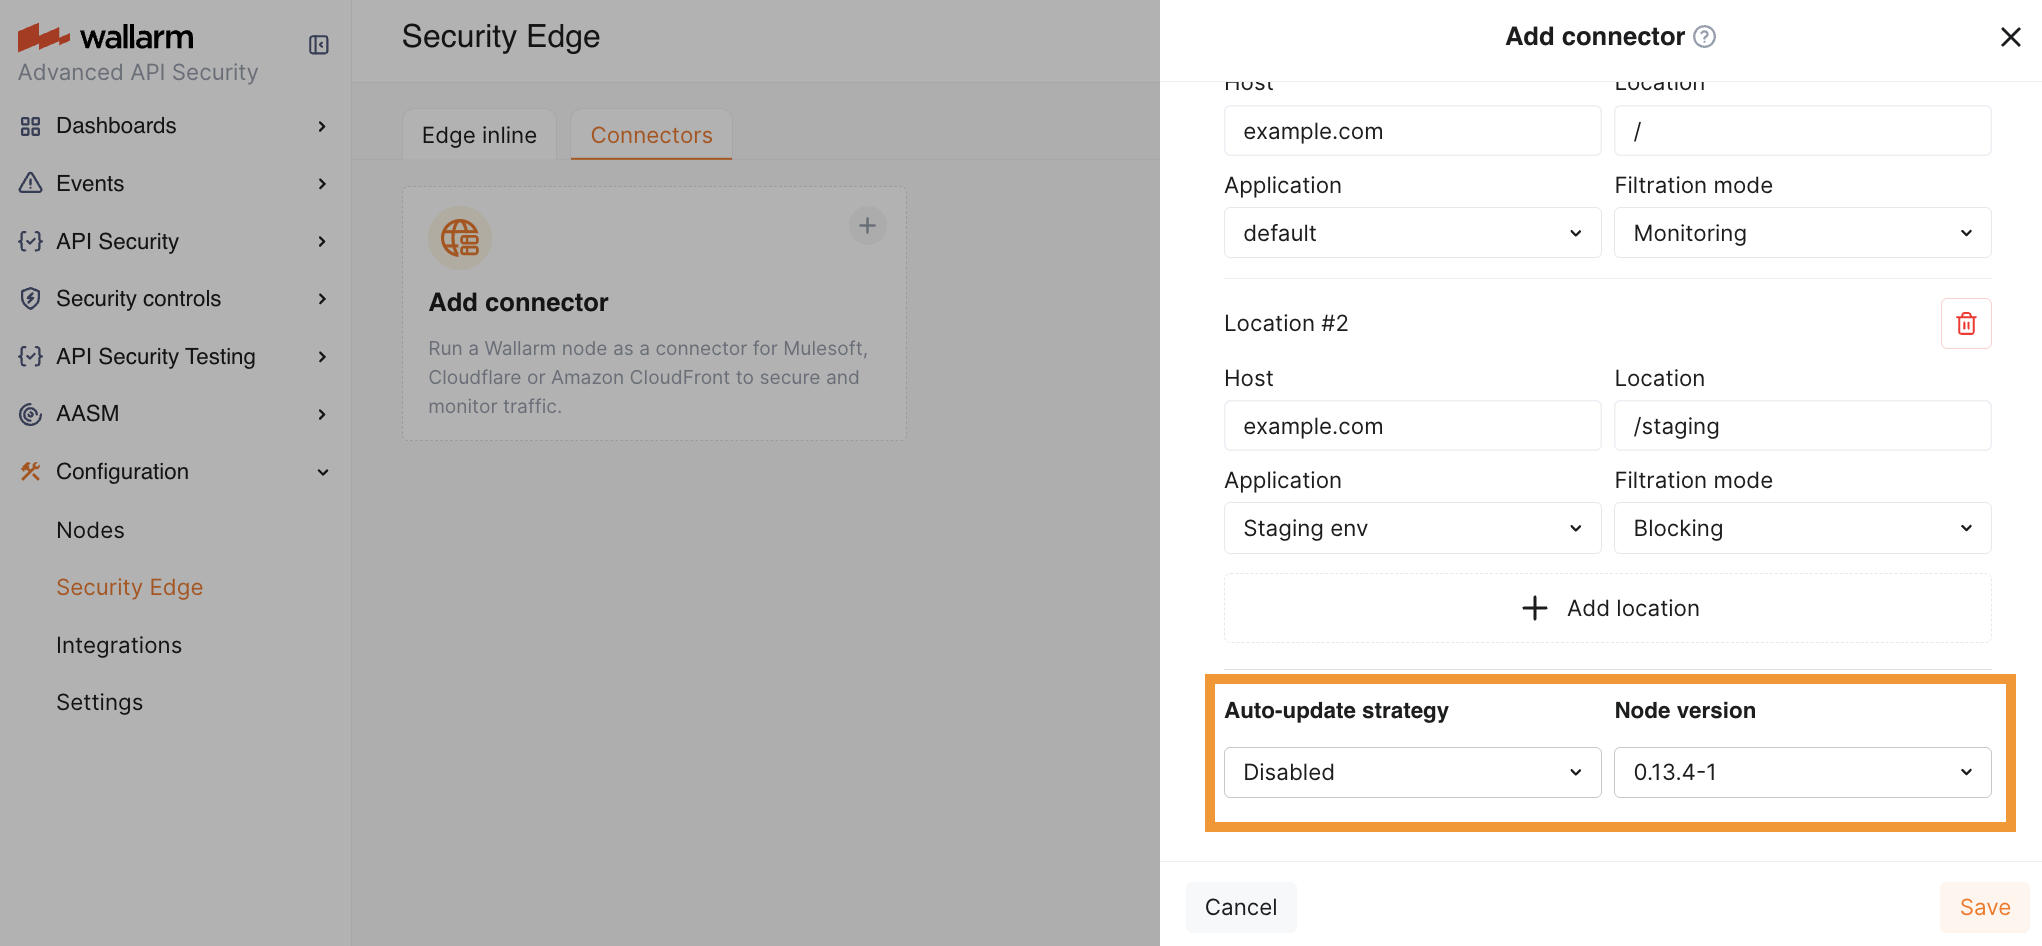 wallarm
Advanced API Security
Dashboards
Events
API Security
Security controls
API Security Testing
AASM
Configuration
Nodes
Security Edge
Integrations
Settings
Security Edge
Edge inline
Connectors
Add connector
Run a Wallarm node as a connector for Mulesoft,
Cloudflare or Amazon CloudFront to secure and
monitor traffic.
Add connector ?
Host Location
example.com /
Application Filtration mode
default Monitoring
Location #2
Host Location
example.com /staging
Application Filtration mode
Staging env Blocking
+ Add location
Auto-update strategy Node version
Disabled 0.13.4-1
Cancel Save